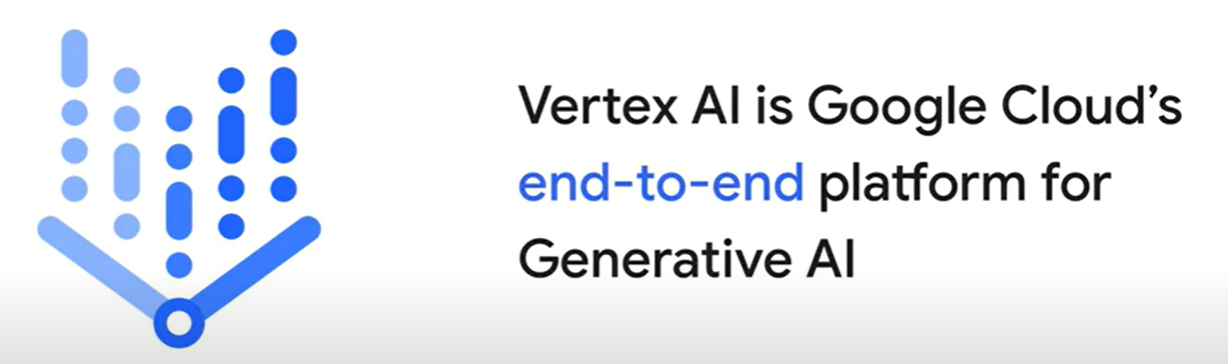 Vertex AI is Google Cloud’s
end-to-end platform for
Generative AI